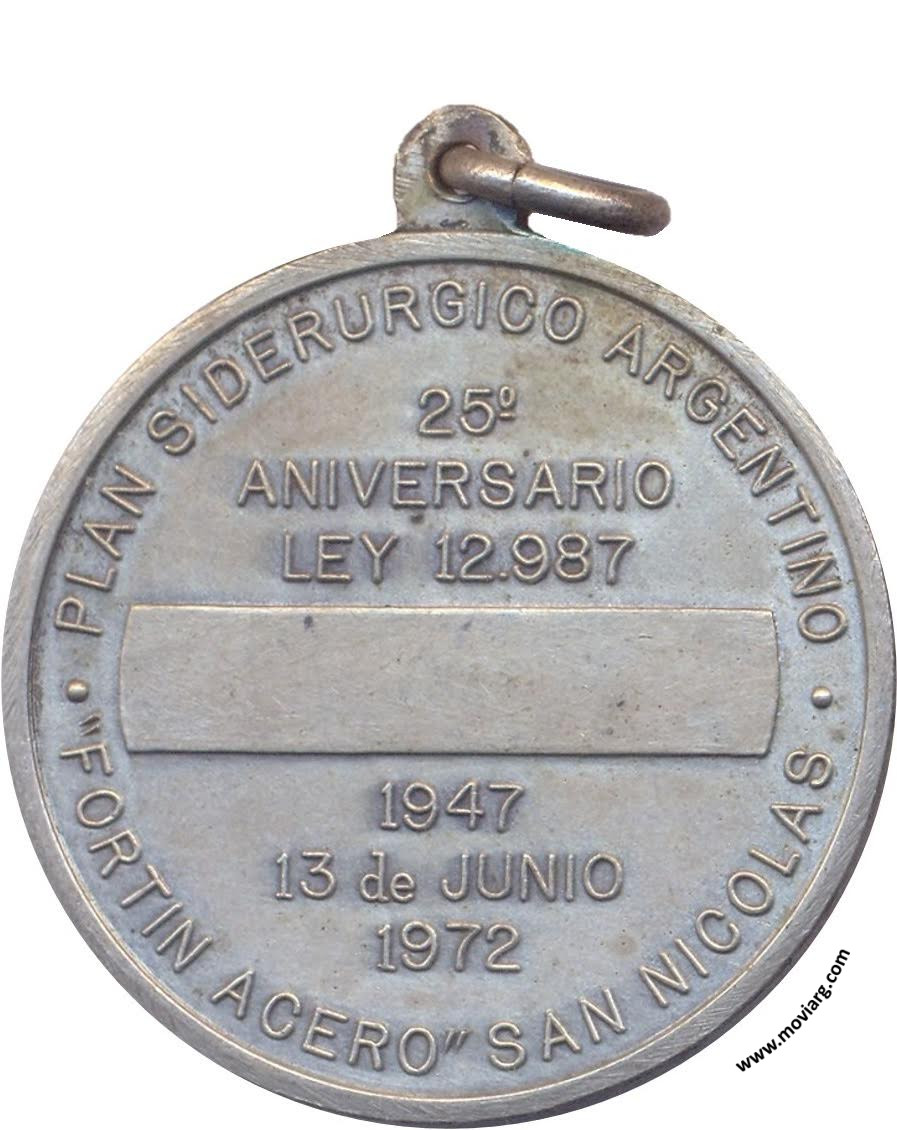 PLAN SIDERURGICO ARGENTINO
25º
ANIVERSARIO
LEY 12.987
1947
13 de JUNIO
1972
"FORTIN ACERO" SAN NICOLAS
www.moviarg.com